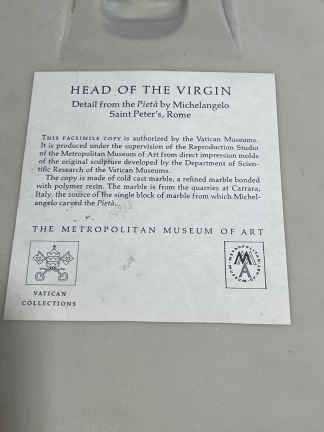 HEAD OF THE VIRGIN
Detail from the Pietà by Michelangelo
Saint Peter's, Rome
THIS FACSIMILE COPY is authorized by the Vatican Museums.
It is produced under the supervision of the Reproduction Studio
of the Metropolitan Museum of Art from direct impression molds
of the original sculpture developed by the Department of Scien-
tific Research of the Vatican Museums.
The copy is made of cold cast marble, a refined marble bonded
with polymer resin. The marble is from the quarries at Carrara,
Italy, the source of the single block of marble from which Michel-
angelo carved the Pietà.
THE METROPOLITAN MUSEUM OF ART
VATICAN
COLLECTIONS
METROPOLITAN
MUSEUM OF ART
MMA